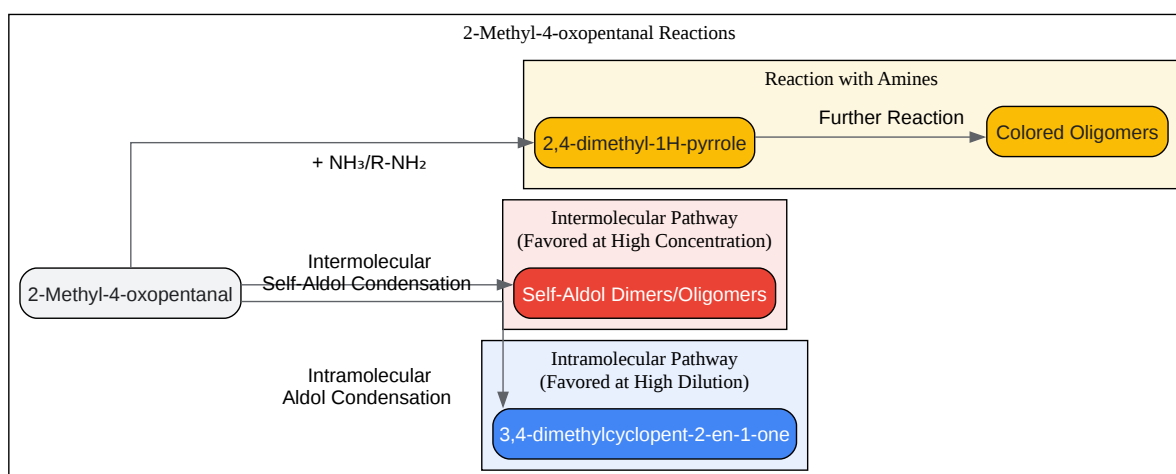 2-Methyl-4-oxopentanal Reactions
Reaction with Amines
Further Reaction
2,4-dimethyl-1H-pyrrole
Colored Oligomers
+ NH₃/R-NH₂
Intermolecular Pathway
(Favored at High Concentration)
Intermolecular
Self-Aldol Condensation
2-Methyl-4-oxopentanal
Self-Aldol Dimers/Oligomers
Intramolecular Pathway
(Favored at High Dilution)
Intramolecular
Aldol Condensation
3,4-dimethylcyclopent-2-en-1-one